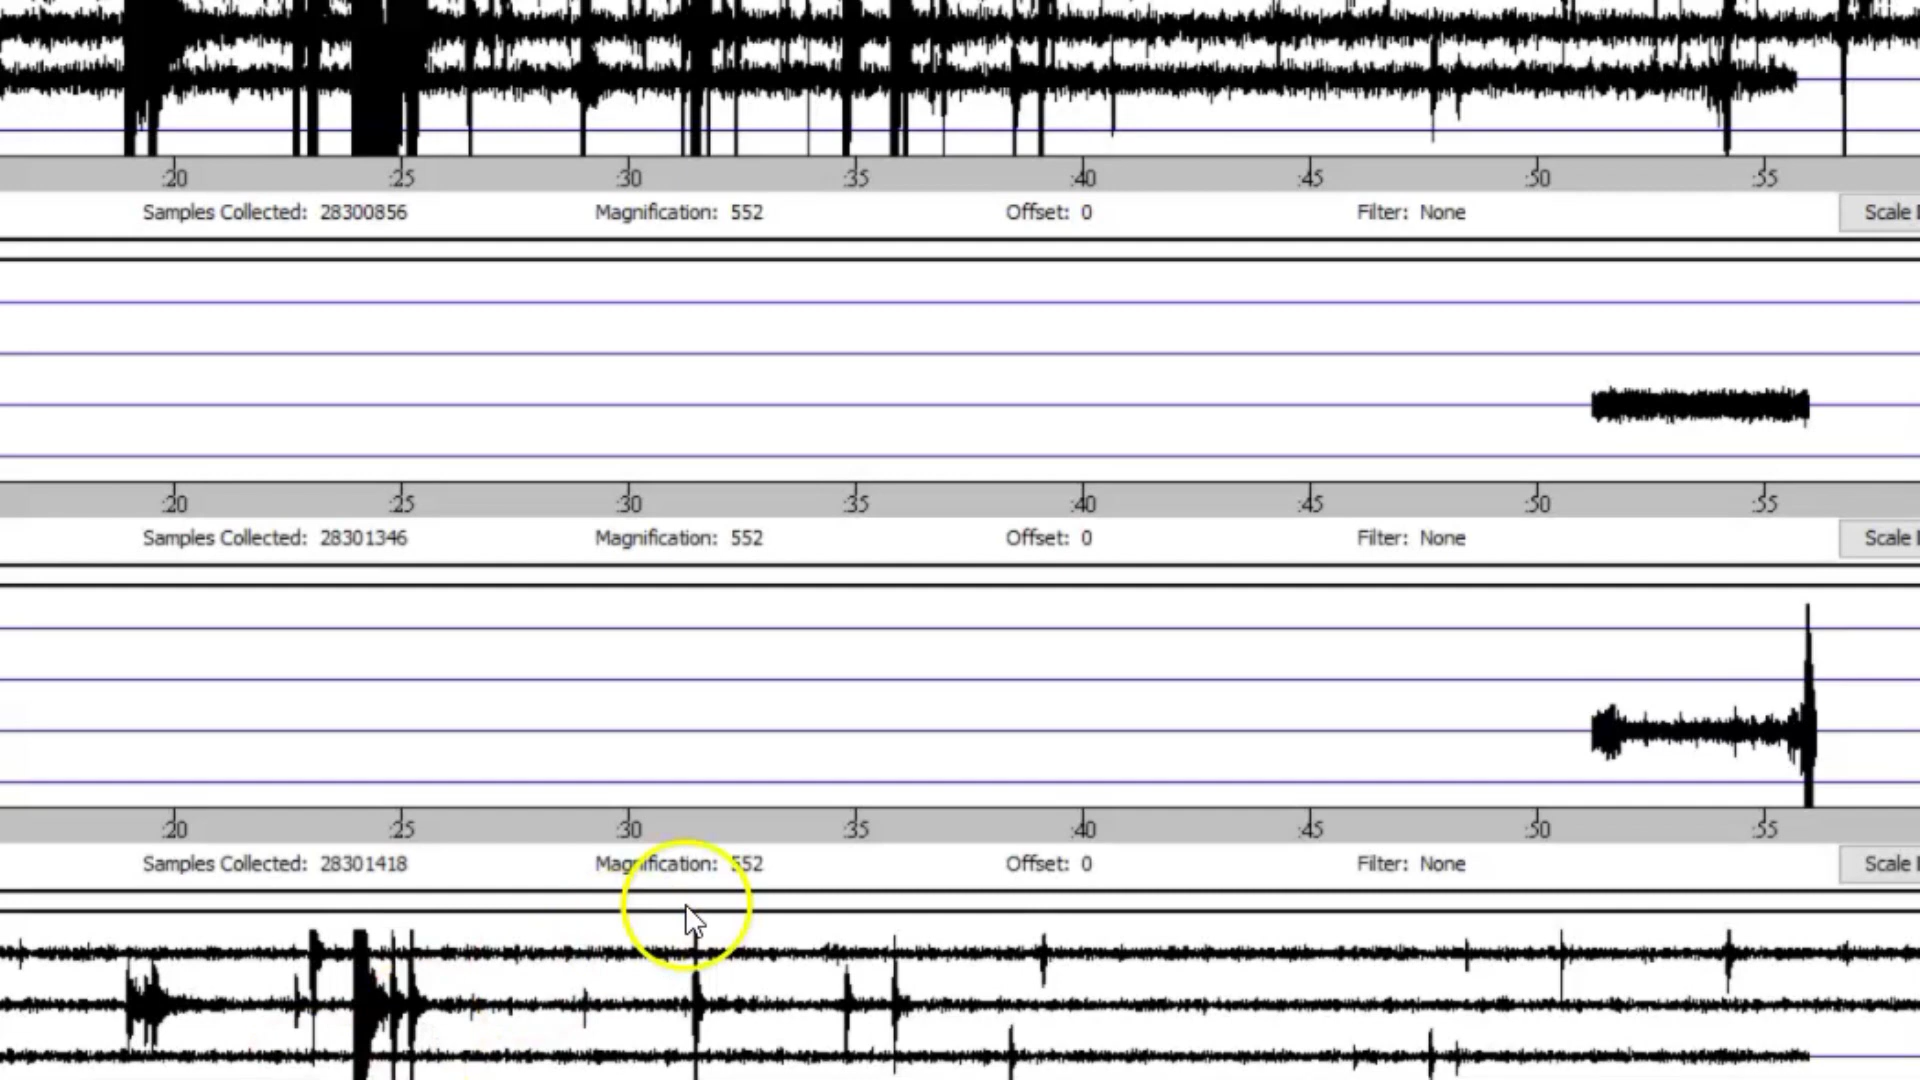 :20 :25 :30 :35 :40 :45 :50 :55
Samples Collected: 28300856 Magnification: 552 Offset: 0 Filter: None Scale
:20 :25 :30 :35 :40 :45 :50 :55
Samples Collected: 28301346 Magnification: 552 Offset: 0 Filter: None Scale
:20 :25 :30 :35 :40 :45 :50 :55
Samples Collected: 28301418 Magnification: 552 Offset: 0 Filter: None Scale